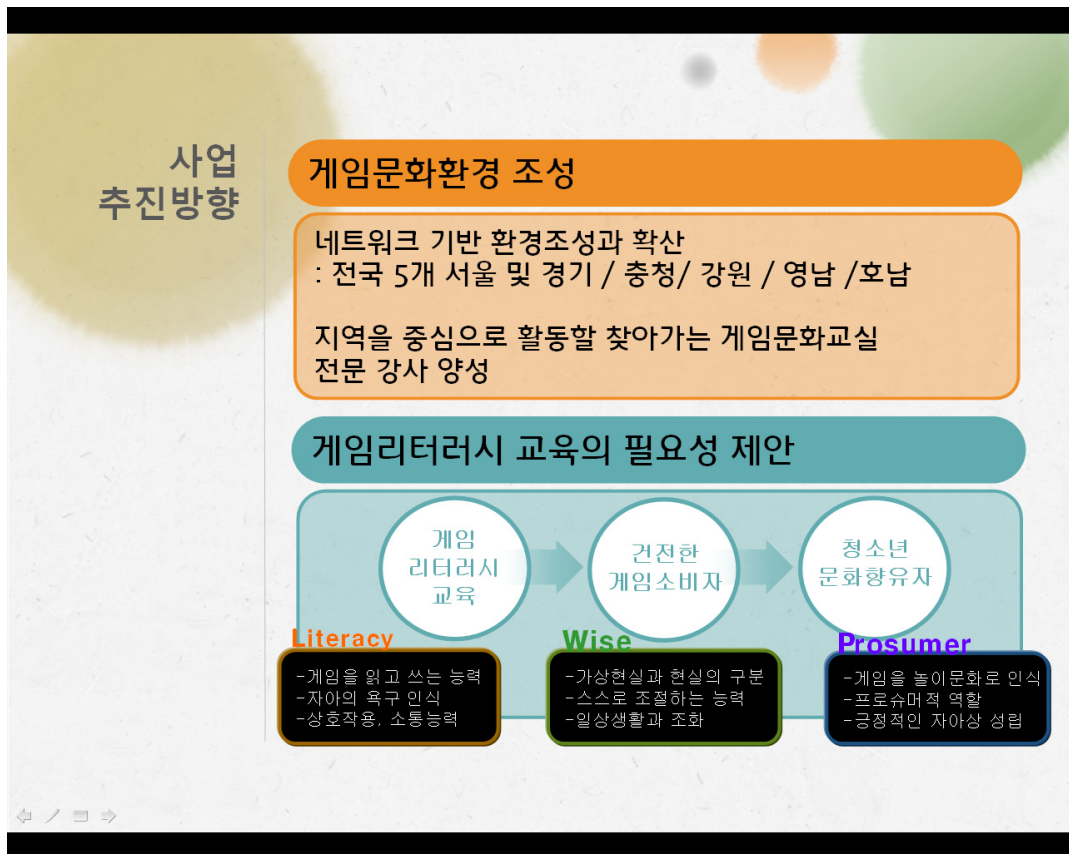 사업
추진방향
게임문화환경 조성
네트워크 기반 환경조성과 확산
: 전국 5개 서울 및 경기 / 충청/ 강원 / 영남 /호남
지역을 중심으로 활동할 찾아가는 게임문화교실
전문 강사 양성
게임리터러시 교육의 필요성 제안
게임
리터러시
교육
건전한
게임소비자
청소년
문화향유자
Literacy
-게임을 읽고 쓰는 능력
-자아의 욕구 인식
-상호작용, 소통능력
Wise
-가상현실과 현실의 구분
-스스로 조절하는 능력
-일상생활과 조화
Prosumer
-게임을 놀이문화로 인식
-프로슈머적 역할
-긍정적인 자아상 성립